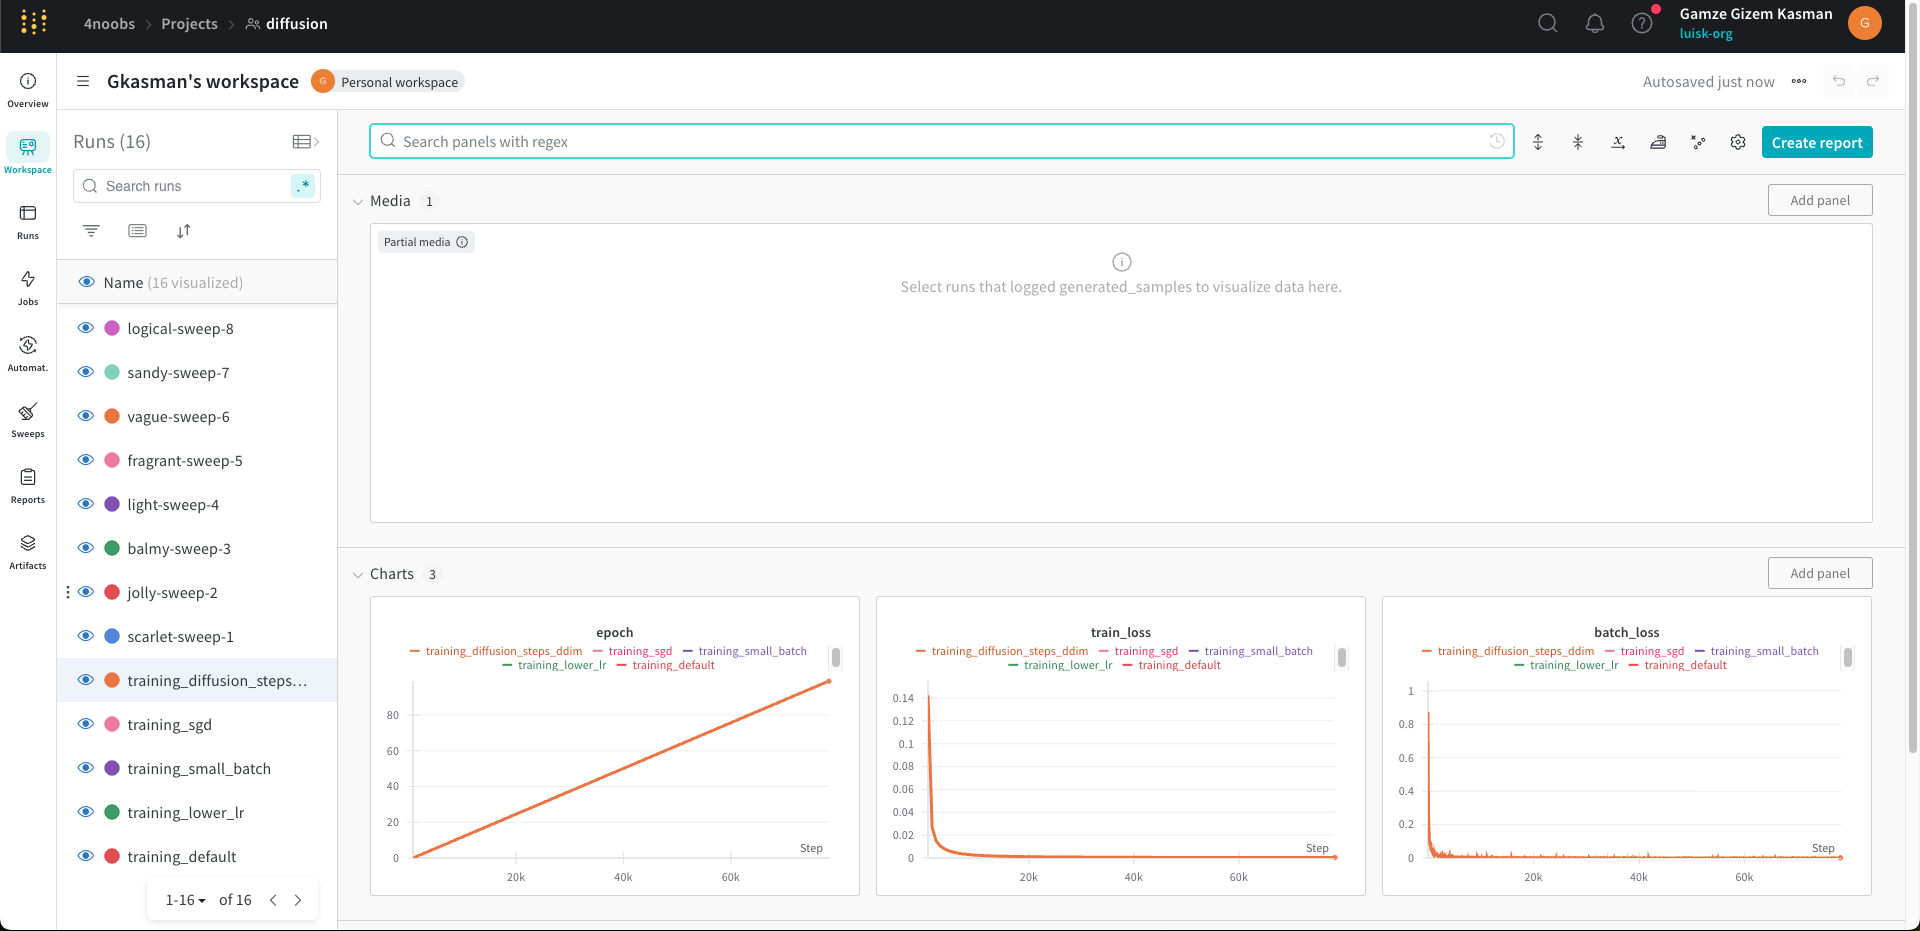 4noobs
Projects
diffusion
Gamze Gizem Kasman
luisk-org
G
Overview
Workspace
Runs
Jobs
Automat.
Sweeps
Reports
Artifacts
Gkasman's workspace
G
Personal workspace
Autosaved just now
Runs (16)
Search runs
.*
Name (16 visualized)
logical-sweep-8
sandy-sweep-7
vague-sweep-6
fragrant-sweep-5
light-sweep-4
balmy-sweep-3
jolly-sweep-2
scarlet-sweep-1
training_diffusion_steps...
training_sgd
training_small_batch
training_lower_lr
training_default
1-16 of 16
Search panels with regex
Create report
Media 1
Add panel
Partial media
Select runs that logged generated_samples to visualize data here.
Charts 3
Add panel
epoch
training_diffusion_steps_ddim training_sgd training_small_batch
training_lower_lr training_default
80
60
40
20
0
Step
20k 40k 60k
train_loss
training_diffusion_steps_ddim training_sgd training_small_batch
training_lower_lr training_default
0.14
0.12
0.1
0.08
0.06
0.04
0.02
0
Step
20k 40k 60k
batch_loss
training_diffusion_steps_ddim training_sgd training_small_batch
training_lower_lr training_default
1
0.8
0.6
0.4
0.2
0
Step
20k 40k 60k